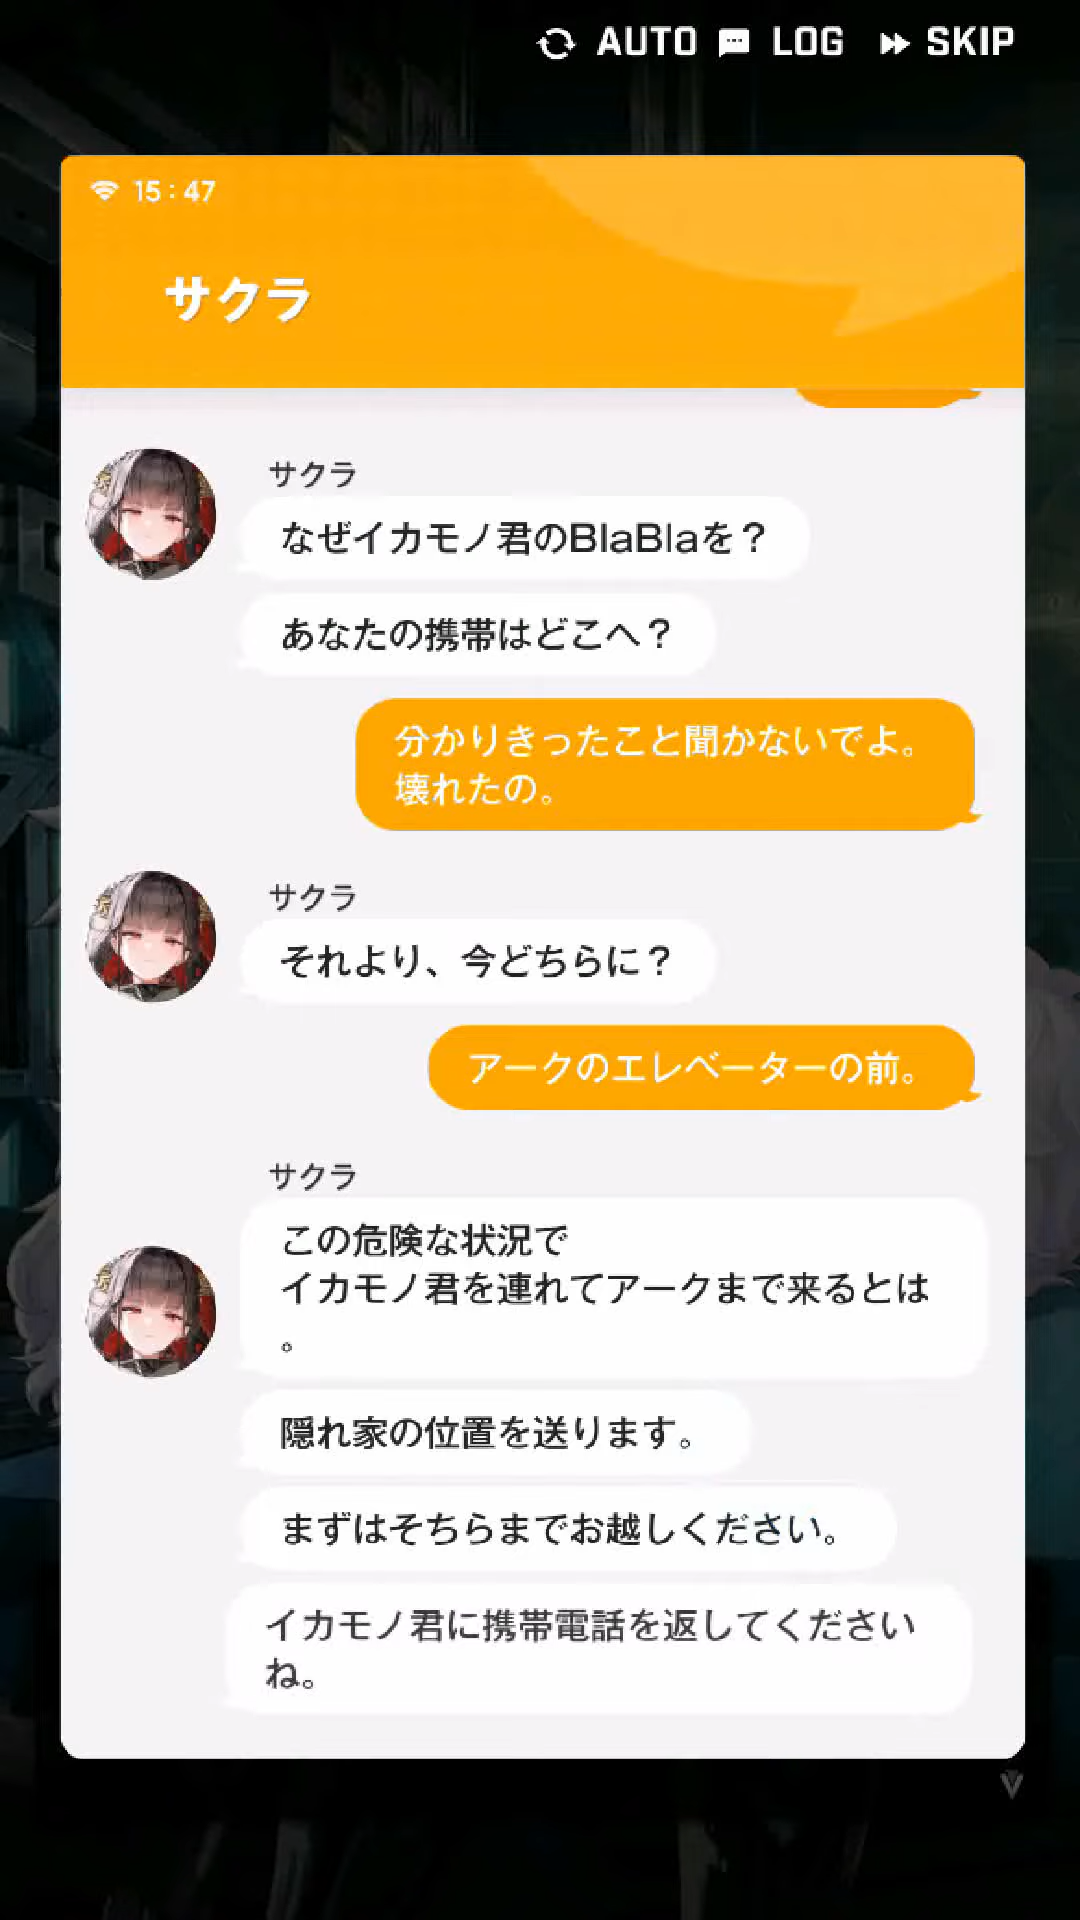 AUTO LOG SKIP
15:47
サクラ
サクラ
なぜイカモノ君のBlaBlaを？
あなたの携帯はどこへ？
分かりきったこと聞かないでよ。
壊れたの。
サクラ
それより、今どちらに？
アークのエレベーターの前。
サクラ
この危険な状況で
イカモノ君を連れてアークまで来るとは
。
隠れ家の位置を送ります。
まずはそちらまでお越しください。
イカモノ君に携帯電話を返してください
ね。